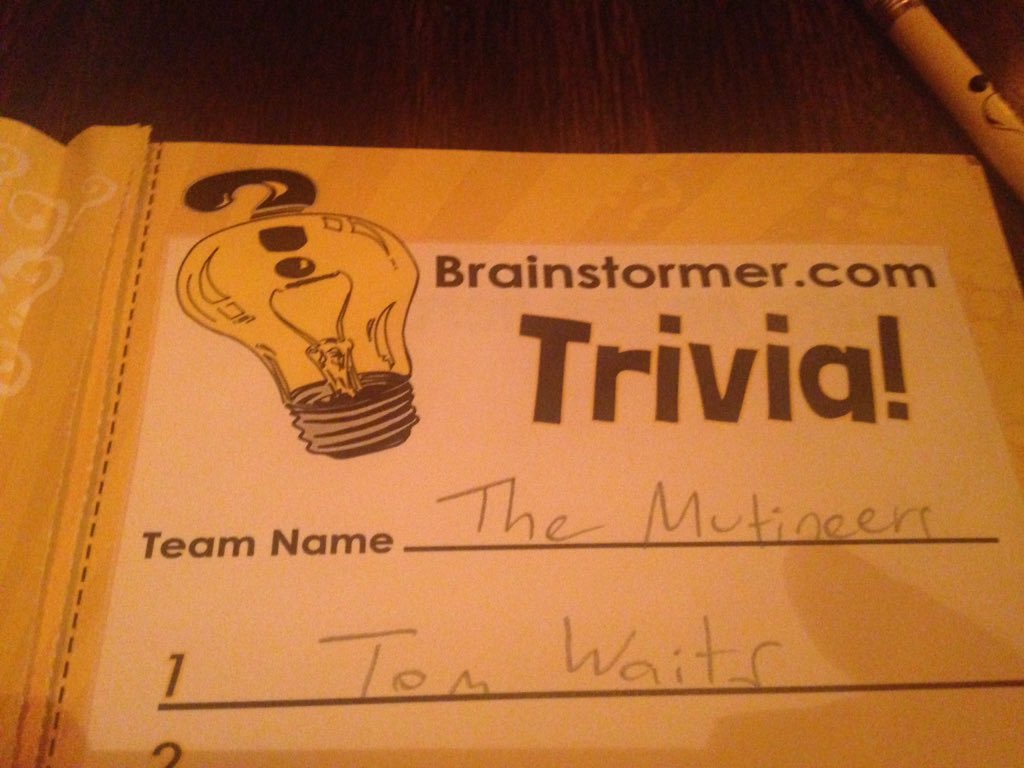 Brainstormer.com
Trivia!
Team Name The Mutineers
1 Tom Waits
2